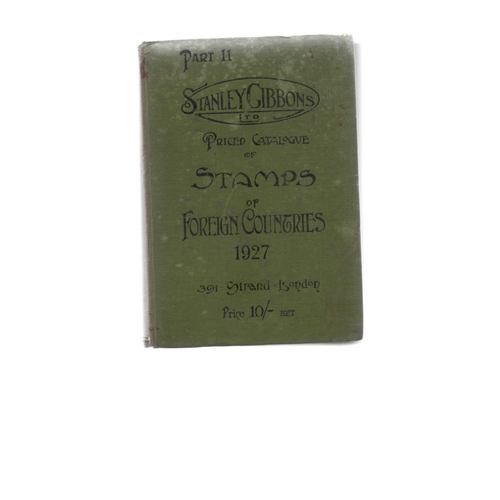 PART II
STANLEY GIBBONS
LTD
PRICED CATALOGUE
OF
STAMPS
OF
FOREIGN COUNTRIES
1927
391 · Strand · London
Price 10/- NET